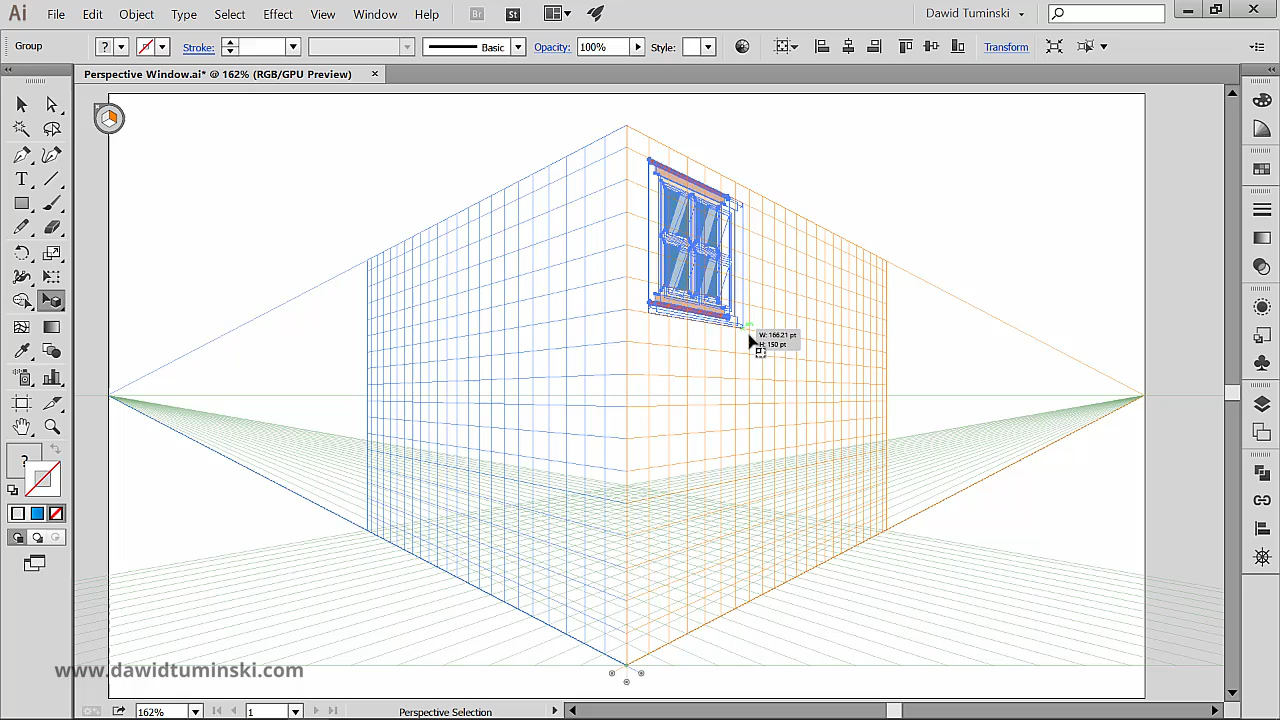 Ai File Edit Object Type Select Effect View Window Help Br St Dawid Tuminski
Group ? Stroke: Basic Opacity: 100% Style: Transform
Perspective Window.ai* @ 162% (RGB/GPU Preview) ×
T
W: 166.21 pt
H: 150 pt
?
www.dawidtuminski.com
162% 1 Perspective Selection